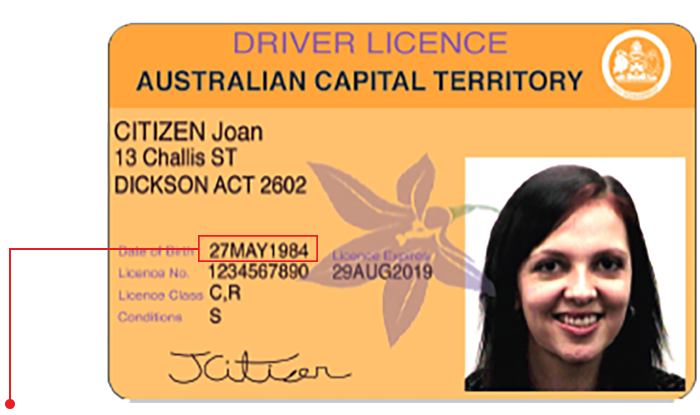 DRIVER LICENCE
AUSTRALIAN CAPITAL TERRITORY
CITIZEN Joan
13 Challis ST
DICKSON ACT 2602
Date of Birth 27MAY1984 Licence Expires
Licence No. 1234567890 29AUG2019
Licence Class C,R
Conditions S
JCitizen